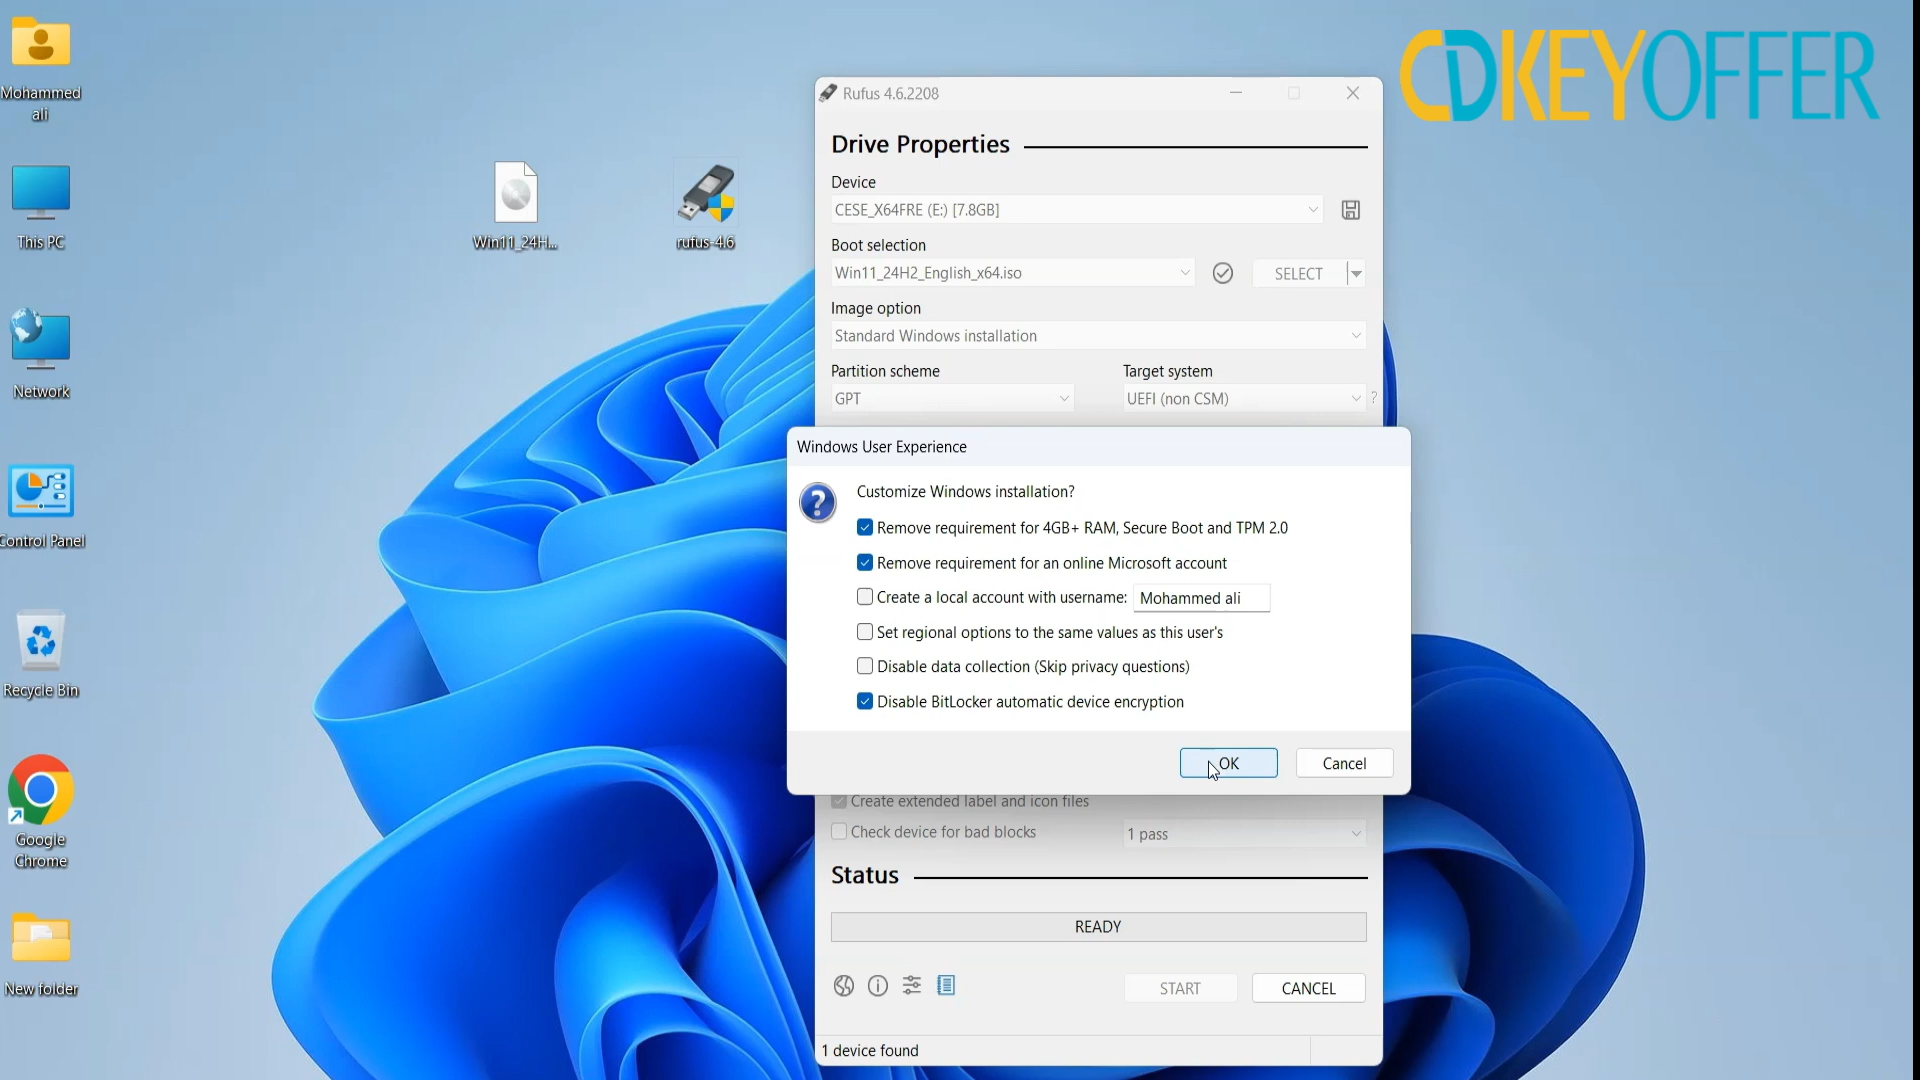 CDKEYOFFER
Mohammed
ali
This PC
Network
Control Panel
Recycle Bin
Google
Chrome
New folder
Win11_24H...
rufus-4.6
Rufus 4.6.2208
Drive Properties
Device
CESE_X64FRE (E:) [7.8GB]
Boot selection
Win11_24H2_English_x64.iso
SELECT
Image option
Standard Windows installation
Partition scheme
Target system
GPT
UEFI (non CSM)
?
Windows User Experience
?
Customize Windows installation?
Remove requirement for 4GB+ RAM, Secure Boot and TPM 2.0
Remove requirement for an online Microsoft account
Create a local account with username: Mohammed ali
Set regional options to the same values as this user's
Disable data collection (Skip privacy questions)
Disable BitLocker automatic device encryption
OK
Cancel
Create extended label and icon files
Check device for bad blocks
1 pass
Status
READY
START
CANCEL
1 device found